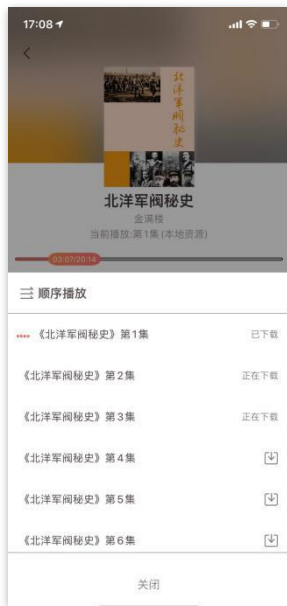 17:08
北洋军阀秘史
北洋军阀秘史
金满楼
当前播放:第1集(本地资源)
03:07/20:14
顺序播放
《北洋军阀秘史》第1集 已下载
《北洋军阀秘史》第2集 正在下载
《北洋军阀秘史》第3集 正在下载
《北洋军阀秘史》第4集
《北洋军阀秘史》第5集
《北洋军阀秘史》第6集
关闭